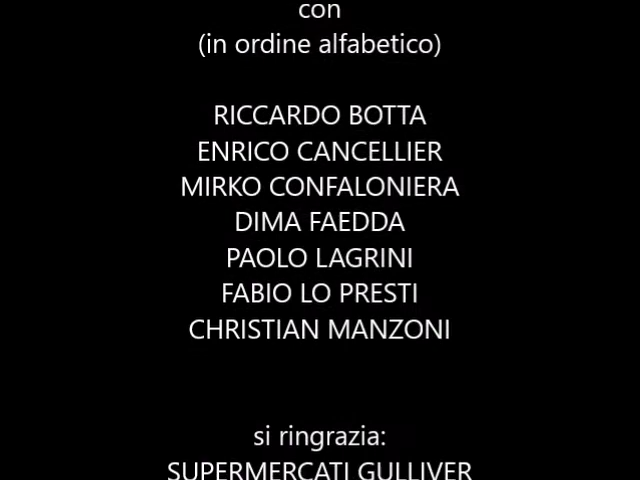 con
(in ordine alfabetico)
RICCARDO BOTTA
ENRICO CANCELLIER
MIRKO CONFALONIERA
DIMA FAEDDA
PAOLO LAGRINI
FABIO LO PRESTI
CHRISTIAN MANZONI
si ringrazia:
SUPERMERCATI GULLIVER